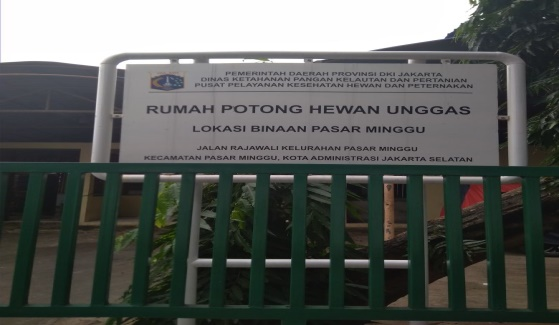 PEMERINTAH DAERAH PROVINSI DKI JAKARTA
DINAS KETAHANAN PANGAN KELAUTAN DAN PERTANIAN
PUSAT PELAYANAN KESEHATAN HEWAN DAN PETERNAKAN
RUMAH POTONG HEWAN UNGGAS
LOKASI BINAAN PASAR MINGGU
JALAN RAJAWALI KELURAHAN PASAR MINGGU
KECAMATAN PASAR MINGGU, KOTA ADMINISTRASI JAKARTA SELATAN